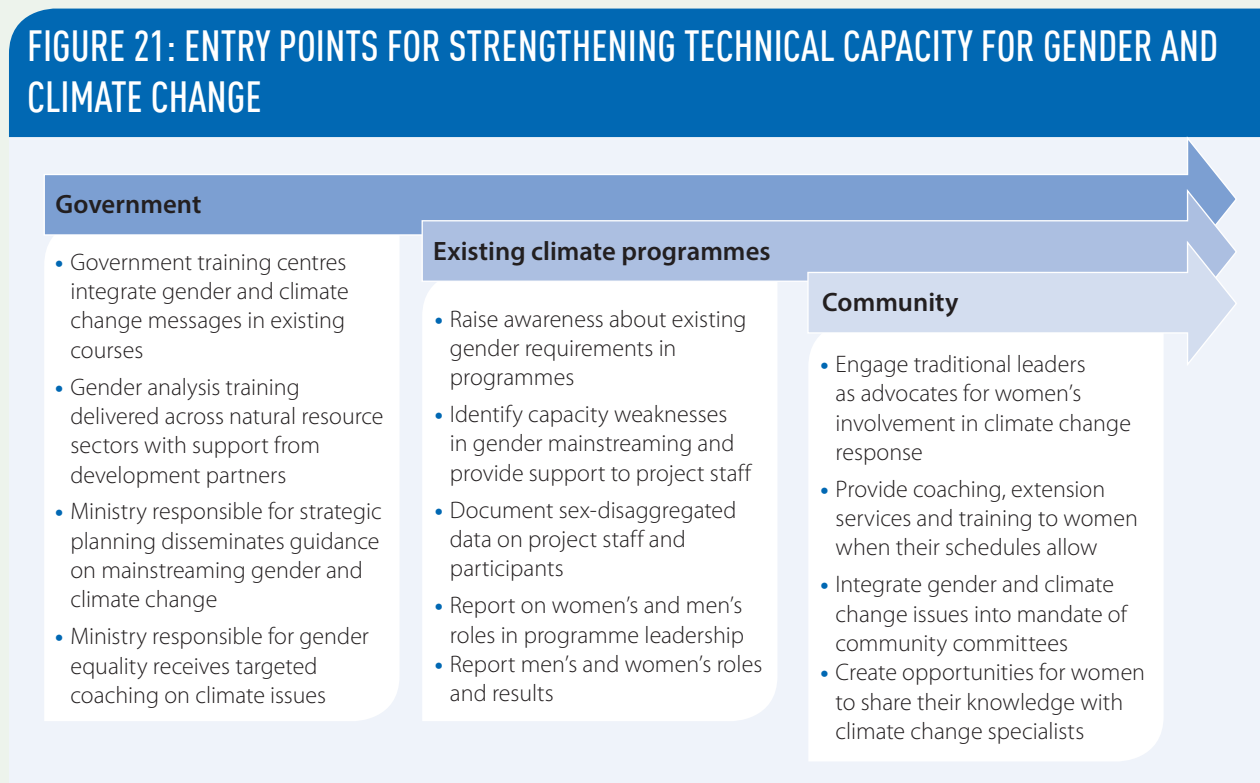 FIGURE 21: ENTRY POINTS FOR STRENGTHENING TECHNICAL CAPACITY FOR GENDER AND
CLIMATE CHANGE
Government
• Government training centres
integrate gender and climate
change messages in existing
courses
• Gender analysis training
delivered across natural resource
sectors with support from
development partners
• Ministry responsible for strategic
planning disseminates guidance
on mainstreaming gender and
climate change
• Ministry responsible for gender
equality receives targeted
coaching on climate issues
Existing climate programmes
• Raise awareness about existing
gender requirements in
programmes
• Identify capacity weaknesses
in gender mainstreaming and
provide support to project staff
• Document sex-disaggregated
data on project staff and
participants
• Report on women’s and men’s
roles in programme leadership
• Report men’s and women’s roles
and results
Community
• Engage traditional leaders
as advocates for women’s
involvement in climate change
response
• Provide coaching, extension
services and training to women
when their schedules allow
• Integrate gender and climate
change issues into mandate of
community committees
• Create opportunities for women
to share their knowledge with
climate change specialists